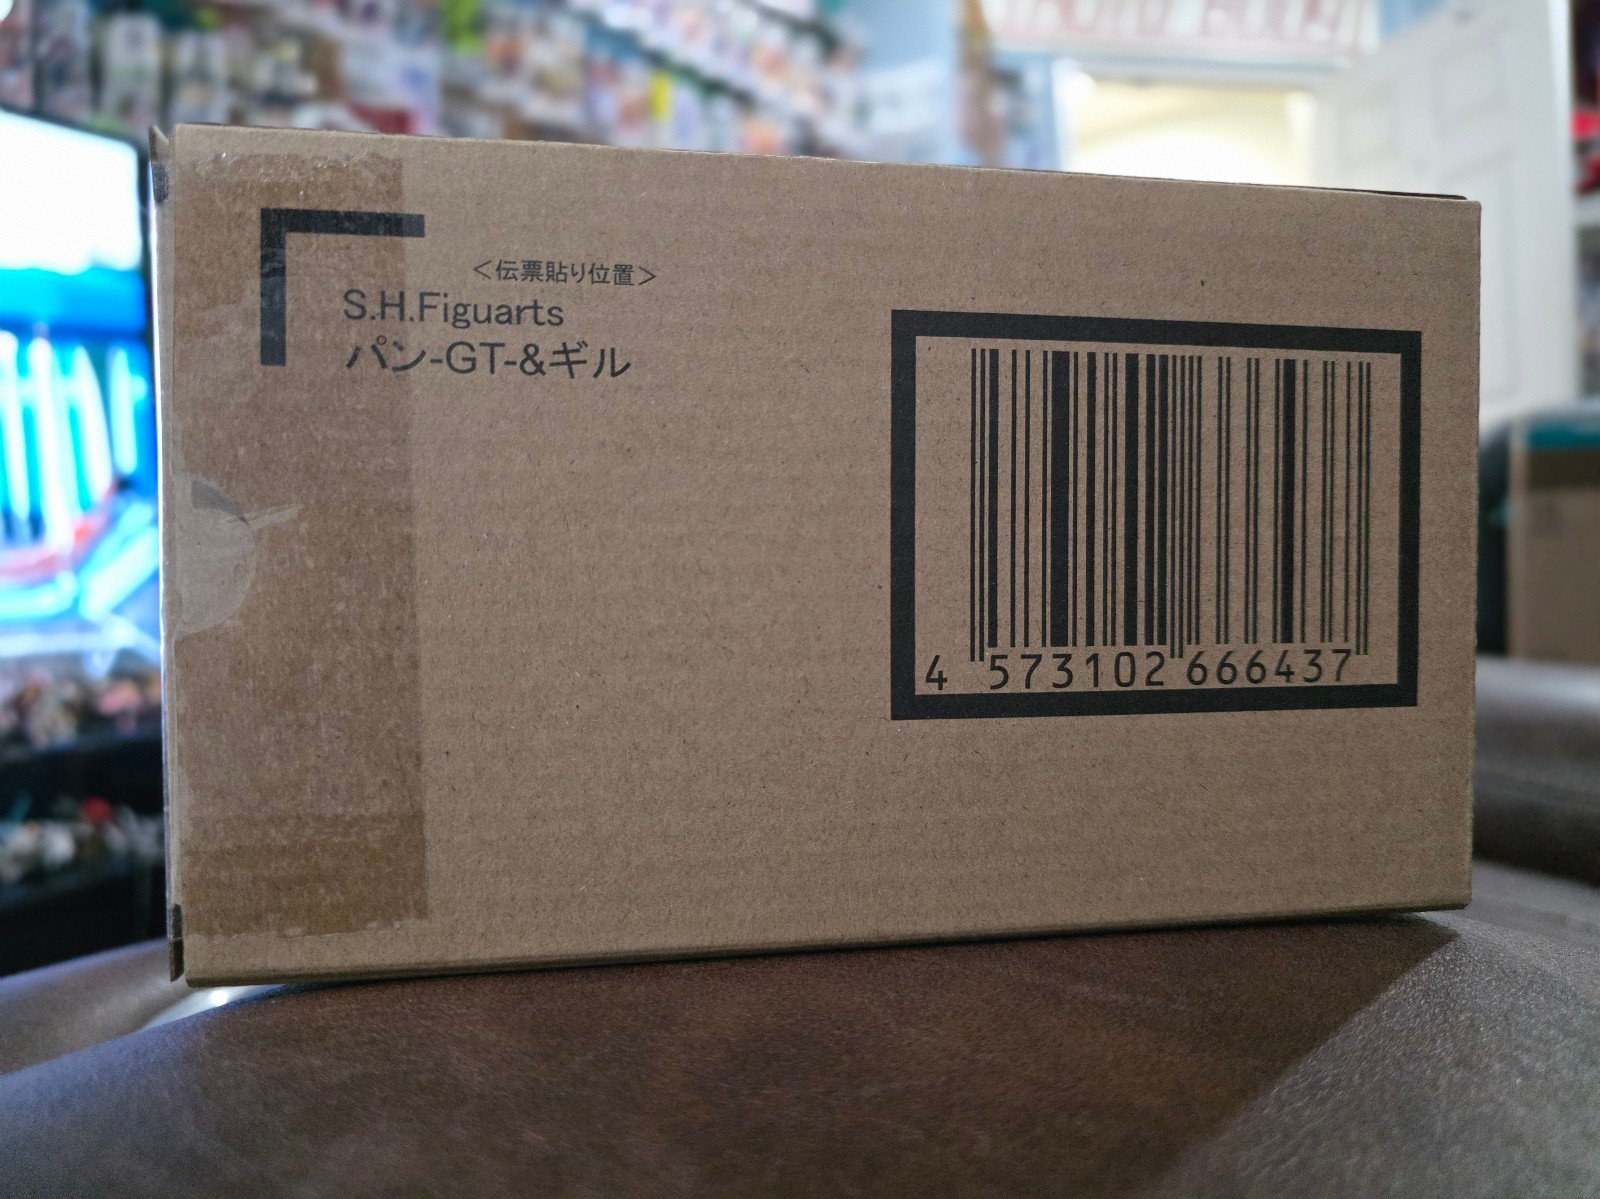 <伝票貼り位置>
S.H.Figuarts
パン-GT-&ギル
4 573102 666437